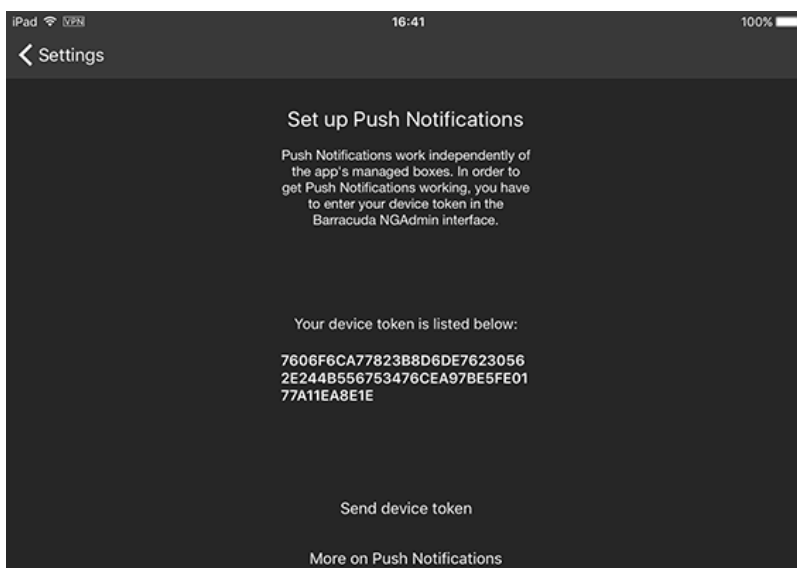 iPad VPN 16:41 100%
Settings
Set up Push Notifications
Push Notifications work independently of
the app's managed boxes. In order to
get Push Notifications working, you have
to enter your device token in the
Barracuda NGAdmin interface.
Your device token is listed below:
7606F6CA77823B8D6DE7623056
2E244B556753476CEA97BE5FE01
77A11EA8E1E
Send device token
More on Push Notifications